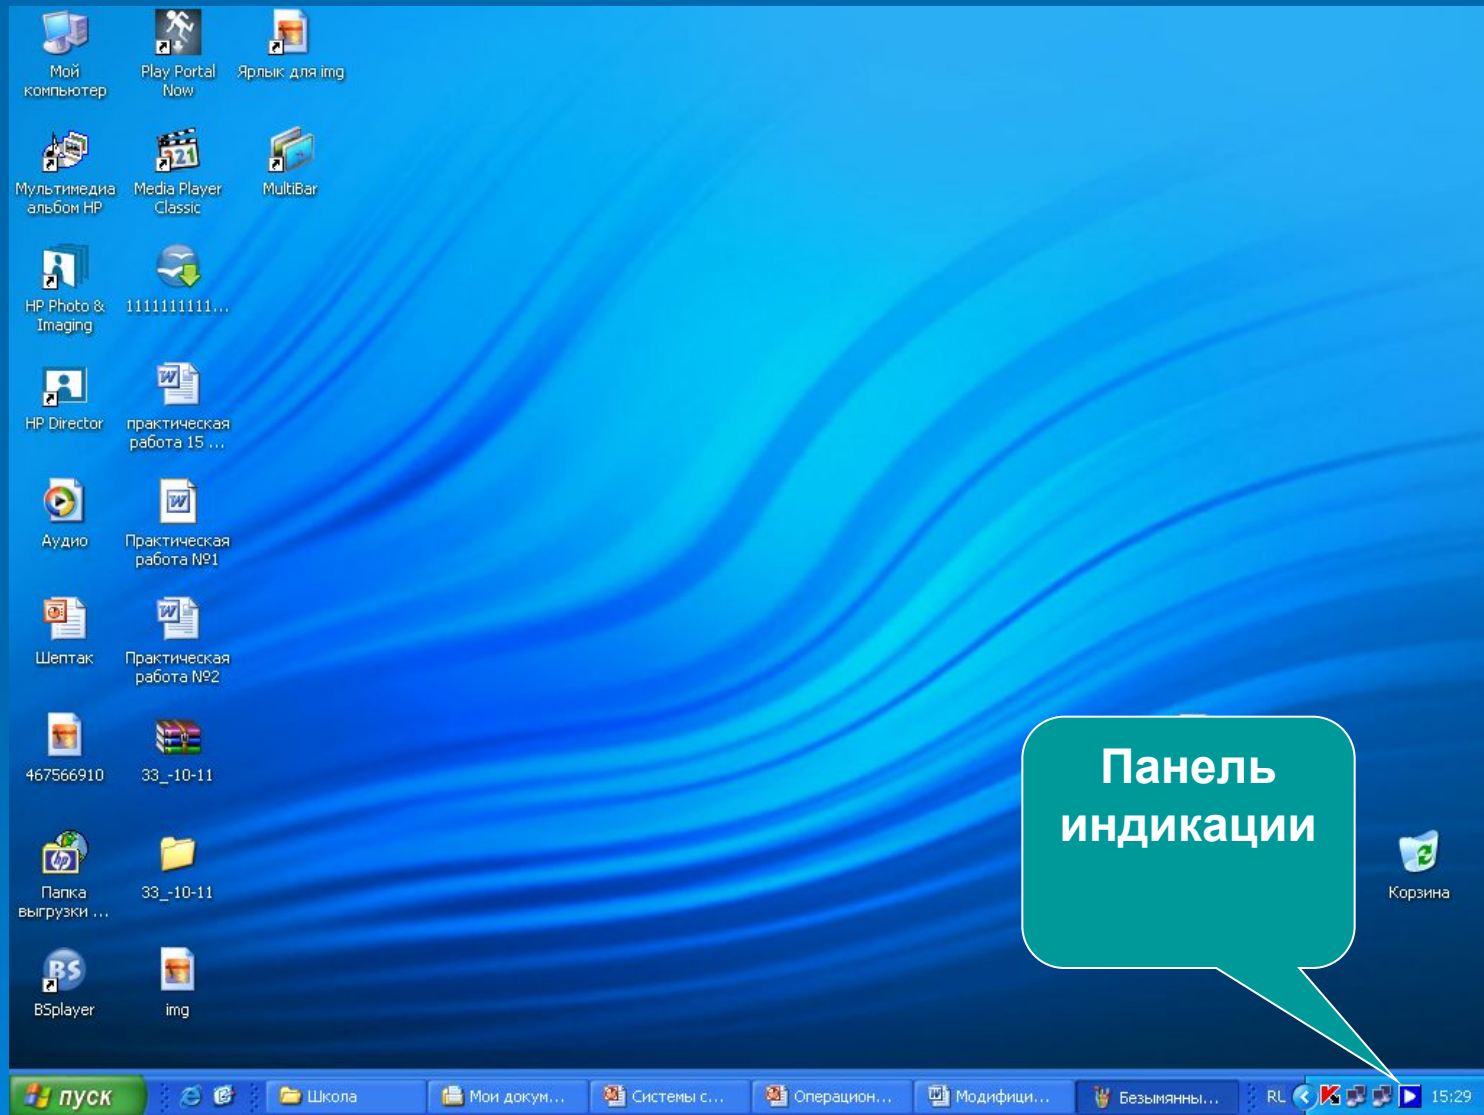 Мой
компьютер
Play Portal
Now
Ярлык для img
Мультимедиа
альбом HP
Media Player
Classic
MultiBar
HP Photo &
Imaging
1111111111...
HP Director
практическая
работа 15 ...
Аудио
Практическая
работа №1
Шептак
Практическая
работа №2
467566910
33_-10-11
Папка
выгрузки ...
33_-10-11
BSplayer
img
Панель
индикации
Корзина
пуск
Школа
Мои докум...
Системы с...
Операцион...
Модифици...
Безымянны...
RL
15:29